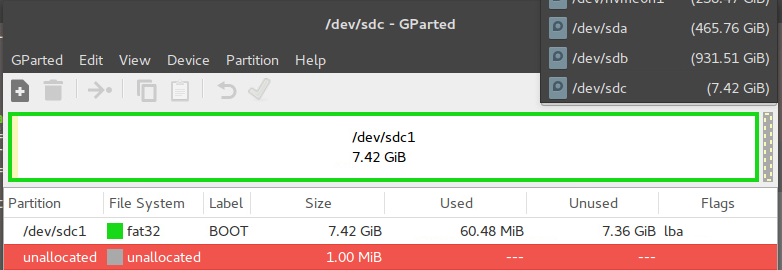 /dev/sdc - GParted
(238.47 GiB)
/dev/sda (465.76 GiB)
/dev/sdb (931.51 GiB)
/dev/sdc (7.42 GiB)
GParted Edit View Device Partition Help
/dev/sdc1
7.42 GiB
Partition File System Label Size Used Unused Flags
/dev/sdc1 fat32 BOOT 7.42 GiB 60.48 MiB 7.36 GiB lba
unallocated unallocated 1.00 MiB --- ---